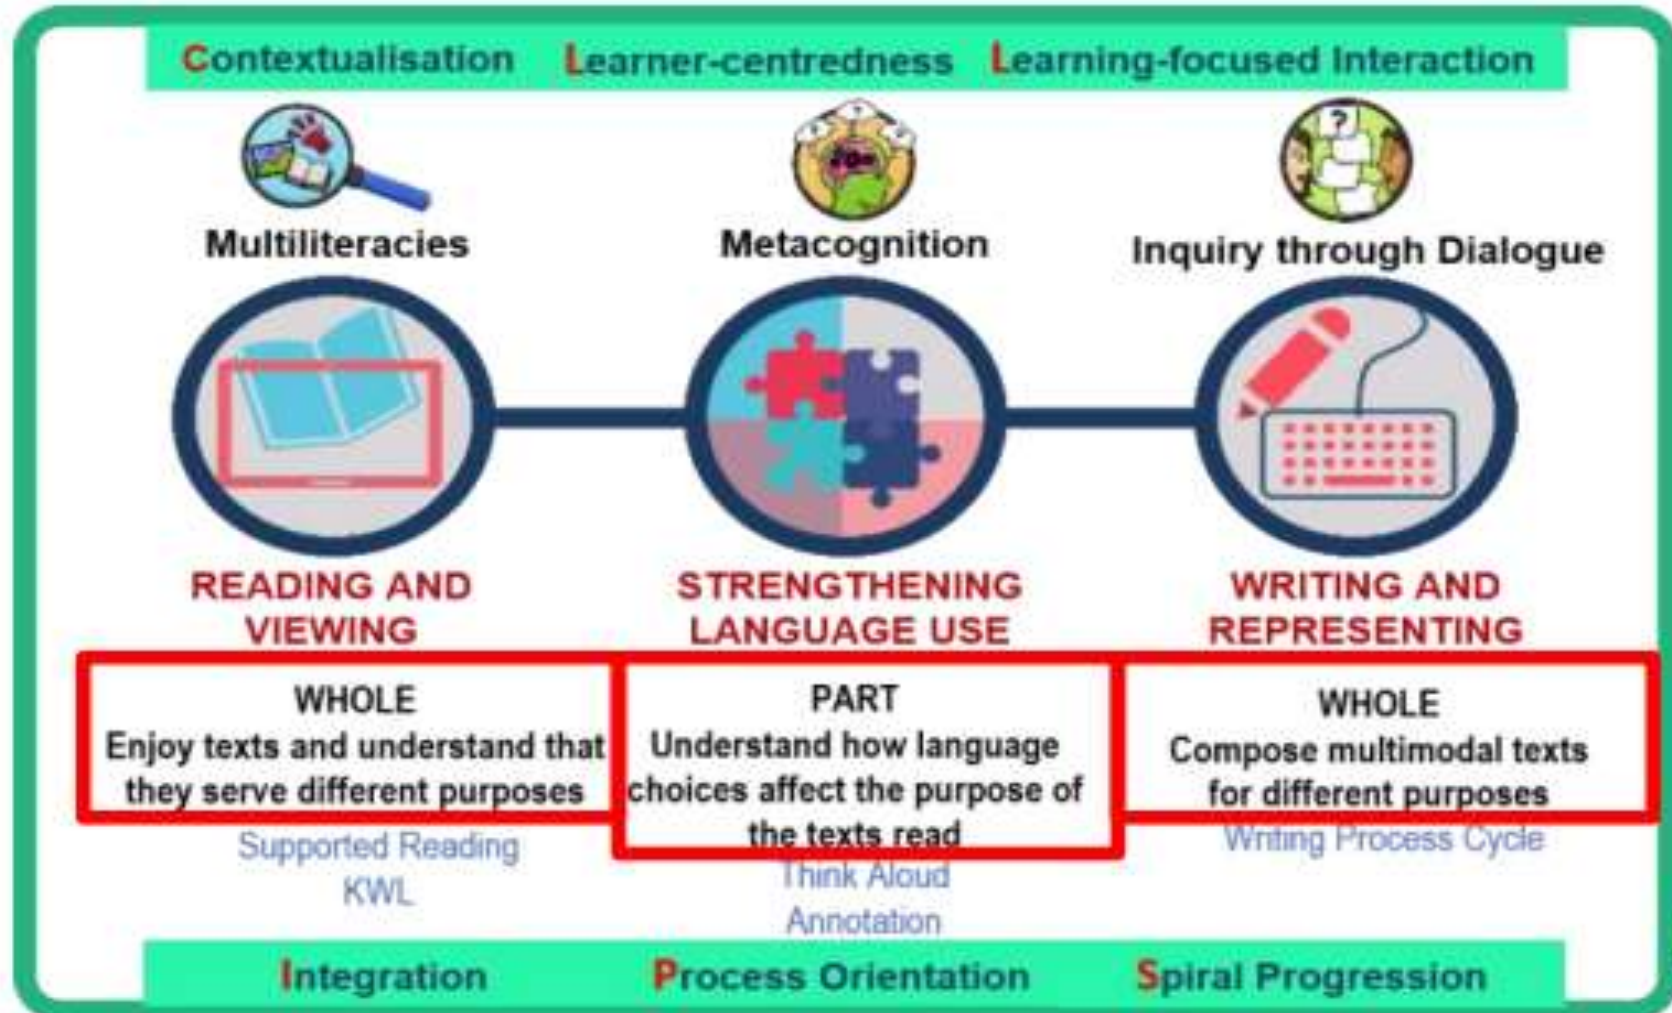 Contextualisation Learner-centredness Learning-focused Interaction
Multiliteracies
Metacognition
Inquiry through Dialogue
READING AND
VIEWING
STRENGTHENING
LANGUAGE USE
WRITING AND
REPRESENTING
WHOLE
Enjoy texts and understand that
they serve different purposes
Supported Reading
KWL
PART
Understand how language
choices affect the purpose of
the texts read
Think Aloud
Annotation
WHOLE
Compose multimodal texts
for different purposes
Writing Process Cycle
Integration Process Orientation Spiral Progression